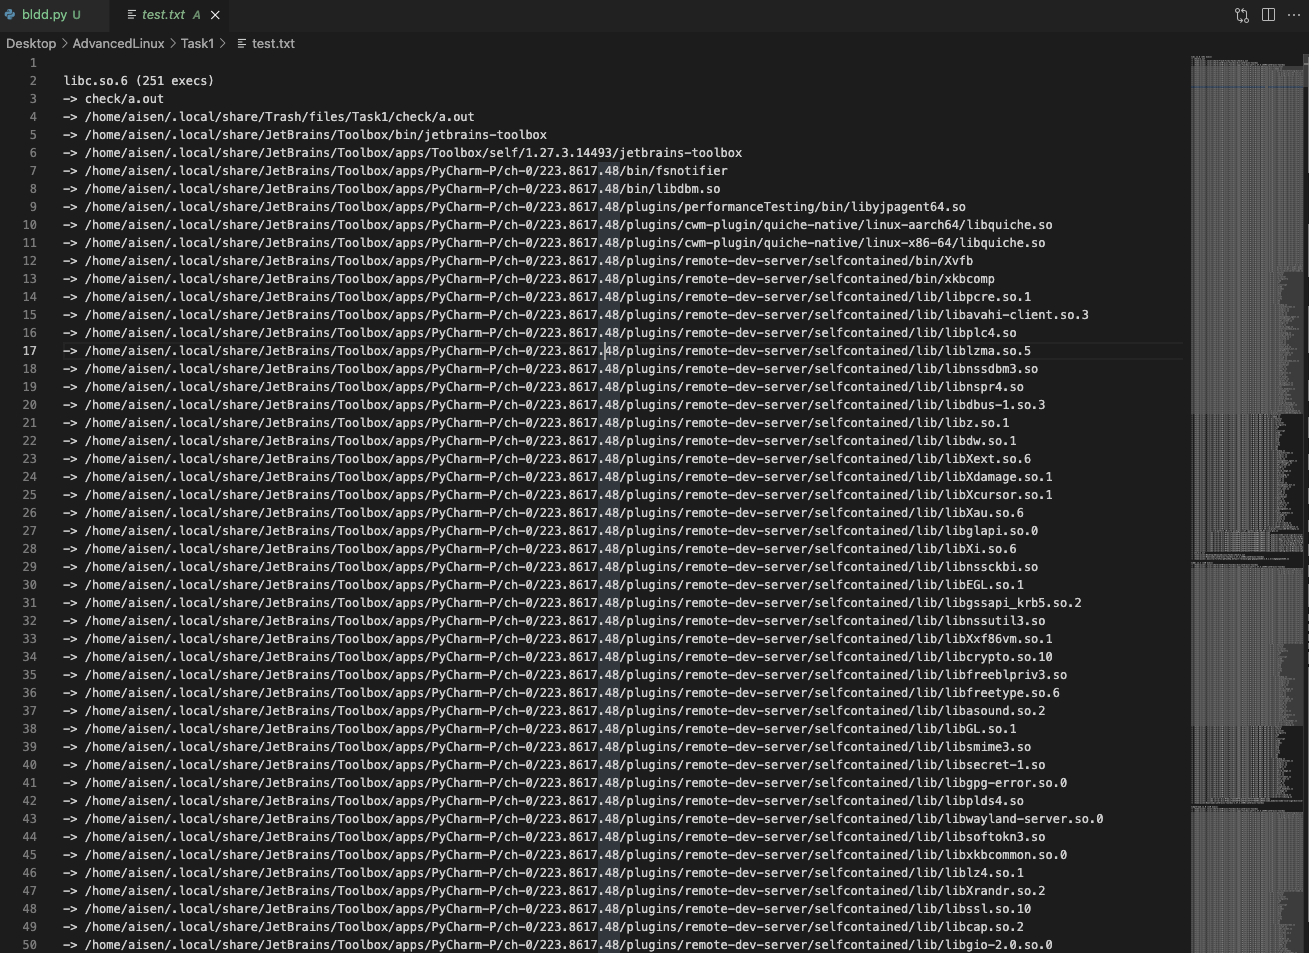 bldd.py U
test.txt A
Desktop > AdvancedLinux > Task1 > test.txt
1
2 libc.so.6 (251 execs)
3 -> check/a.out
4 -> /home/aisen/.local/share/Trash/files/Task1/check/a.out
5 -> /home/aisen/.local/share/JetBrains/Toolbox/bin/jetbrains-toolbox
6 -> /home/aisen/.local/share/JetBrains/Toolbox/apps/Toolbox/self/1.27.3.14493/jetbrains-toolbox
7 -> /home/aisen/.local/share/JetBrains/Toolbox/apps/PyCharm-P/ch-0/223.8617.48/bin/fsnotifier
8 -> /home/aisen/.local/share/JetBrains/Toolbox/apps/PyCharm-P/ch-0/223.8617.48/bin/libdbm.so
9 -> /home/aisen/.local/share/JetBrains/Toolbox/apps/PyCharm-P/ch-0/223.8617.48/plugins/performanceTesting/bin/libyjpagent64.so
10 -> /home/aisen/.local/share/JetBrains/Toolbox/apps/PyCharm-P/ch-0/223.8617.48/plugins/cwm-plugin/quiche-native/linux-aarch64/libquiche.so
11 -> /home/aisen/.local/share/JetBrains/Toolbox/apps/PyCharm-P/ch-0/223.8617.48/plugins/cwm-plugin/quiche-native/linux-x86-64/libquiche.so
12 -> /home/aisen/.local/share/JetBrains/Toolbox/apps/PyCharm-P/ch-0/223.8617.48/plugins/remote-dev-server/selfcontained/bin/Xvfb
13 -> /home/aisen/.local/share/JetBrains/Toolbox/apps/PyCharm-P/ch-0/223.8617.48/plugins/remote-dev-server/selfcontained/bin/xkbcomp
14 -> /home/aisen/.local/share/JetBrains/Toolbox/apps/PyCharm-P/ch-0/223.8617.48/plugins/remote-dev-server/selfcontained/lib/libpcre.so.1
15 -> /home/aisen/.local/share/JetBrains/Toolbox/apps/PyCharm-P/ch-0/223.8617.48/plugins/remote-dev-server/selfcontained/lib/libavahi-client.so.3
16 -> /home/aisen/.local/share/JetBrains/Toolbox/apps/PyCharm-P/ch-0/223.8617.48/plugins/remote-dev-server/selfcontained/lib/libplc4.so
17 -> /home/aisen/.local/share/JetBrains/Toolbox/apps/PyCharm-P/ch-0/223.8617.48/plugins/remote-dev-server/selfcontained/lib/liblzma.so.5
18 -> /home/aisen/.local/share/JetBrains/Toolbox/apps/PyCharm-P/ch-0/223.8617.48/plugins/remote-dev-server/selfcontained/lib/libnssdbm3.so
19 -> /home/aisen/.local/share/JetBrains/Toolbox/apps/PyCharm-P/ch-0/223.8617.48/plugins/remote-dev-server/selfcontained/lib/libnspr4.so
20 -> /home/aisen/.local/share/JetBrains/Toolbox/apps/PyCharm-P/ch-0/223.8617.48/plugins/remote-dev-server/selfcontained/lib/libdbus-1.so.3
21 -> /home/aisen/.local/share/JetBrains/Toolbox/apps/PyCharm-P/ch-0/223.8617.48/plugins/remote-dev-server/selfcontained/lib/libz.so.1
22 -> /home/aisen/.local/share/JetBrains/Toolbox/apps/PyCharm-P/ch-0/223.8617.48/plugins/remote-dev-server/selfcontained/lib/libdw.so.1
23 -> /home/aisen/.local/share/JetBrains/Toolbox/apps/PyCharm-P/ch-0/223.8617.48/plugins/remote-dev-server/selfcontained/lib/libXext.so.6
24 -> /home/aisen/.local/share/JetBrains/Toolbox/apps/PyCharm-P/ch-0/223.8617.48/plugins/remote-dev-server/selfcontained/lib/libXdamage.so.1
25 -> /home/aisen/.local/share/JetBrains/Toolbox/apps/PyCharm-P/ch-0/223.8617.48/plugins/remote-dev-server/selfcontained/lib/libXcursor.so.1
26 -> /home/aisen/.local/share/JetBrains/Toolbox/apps/PyCharm-P/ch-0/223.8617.48/plugins/remote-dev-server/selfcontained/lib/libXau.so.6
27 -> /home/aisen/.local/share/JetBrains/Toolbox/apps/PyCharm-P/ch-0/223.8617.48/plugins/remote-dev-server/selfcontained/lib/libglapi.so.0
28 -> /home/aisen/.local/share/JetBrains/Toolbox/apps/PyCharm-P/ch-0/223.8617.48/plugins/remote-dev-server/selfcontained/lib/libXi.so.6
29 -> /home/aisen/.local/share/JetBrains/Toolbox/apps/PyCharm-P/ch-0/223.8617.48/plugins/remote-dev-server/selfcontained/lib/libnssckbi.so
30 -> /home/aisen/.local/share/JetBrains/Toolbox/apps/PyCharm-P/ch-0/223.8617.48/plugins/remote-dev-server/selfcontained/lib/libEGL.so.1
31 -> /home/aisen/.local/share/JetBrains/Toolbox/apps/PyCharm-P/ch-0/223.8617.48/plugins/remote-dev-server/selfcontained/lib/libgssapi_krb5.so.2
32 -> /home/aisen/.local/share/JetBrains/Toolbox/apps/PyCharm-P/ch-0/223.8617.48/plugins/remote-dev-server/selfcontained/lib/libnssutil3.so
33 -> /home/aisen/.local/share/JetBrains/Toolbox/apps/PyCharm-P/ch-0/223.8617.48/plugins/remote-dev-server/selfcontained/lib/libXxf86vm.so.1
34 -> /home/aisen/.local/share/JetBrains/Toolbox/apps/PyCharm-P/ch-0/223.8617.48/plugins/remote-dev-server/selfcontained/lib/libcrypto.so.10
35 -> /home/aisen/.local/share/JetBrains/Toolbox/apps/PyCharm-P/ch-0/223.8617.48/plugins/remote-dev-server/selfcontained/lib/libfreeblpriv3.so
36 -> /home/aisen/.local/share/JetBrains/Toolbox/apps/PyCharm-P/ch-0/223.8617.48/plugins/remote-dev-server/selfcontained/lib/libfreetype.so.6
37 -> /home/aisen/.local/share/JetBrains/Toolbox/apps/PyCharm-P/ch-0/223.8617.48/plugins/remote-dev-server/selfcontained/lib/libasound.so.2
38 -> /home/aisen/.local/share/JetBrains/Toolbox/apps/PyCharm-P/ch-0/223.8617.48/plugins/remote-dev-server/selfcontained/lib/libGL.so.1
39 -> /home/aisen/.local/share/JetBrains/Toolbox/apps/PyCharm-P/ch-0/223.8617.48/plugins/remote-dev-server/selfcontained/lib/libsmime3.so
40 -> /home/aisen/.local/share/JetBrains/Toolbox/apps/PyCharm-P/ch-0/223.8617.48/plugins/remote-dev-server/selfcontained/lib/libsecret-1.so
41 -> /home/aisen/.local/share/JetBrains/Toolbox/apps/PyCharm-P/ch-0/223.8617.48/plugins/remote-dev-server/selfcontained/lib/libgpg-error.so.0
42 -> /home/aisen/.local/share/JetBrains/Toolbox/apps/PyCharm-P/ch-0/223.8617.48/plugins/remote-dev-server/selfcontained/lib/libplds4.so
43 -> /home/aisen/.local/share/JetBrains/Toolbox/apps/PyCharm-P/ch-0/223.8617.48/plugins/remote-dev-server/selfcontained/lib/libwayland-server.so.0
44 -> /home/aisen/.local/share/JetBrains/Toolbox/apps/PyCharm-P/ch-0/223.8617.48/plugins/remote-dev-server/selfcontained/lib/libsoftokn3.so
45 -> /home/aisen/.local/share/JetBrains/Toolbox/apps/PyCharm-P/ch-0/223.8617.48/plugins/remote-dev-server/selfcontained/lib/libxkbcommon.so.0
46 -> /home/aisen/.local/share/JetBrains/Toolbox/apps/PyCharm-P/ch-0/223.8617.48/plugins/remote-dev-server/selfcontained/lib/liblz4.so.1
47 -> /home/aisen/.local/share/JetBrains/Toolbox/apps/PyCharm-P/ch-0/223.8617.48/plugins/remote-dev-server/selfcontained/lib/libXrandr.so.2
48 -> /home/aisen/.local/share/JetBrains/Toolbox/apps/PyCharm-P/ch-0/223.8617.48/plugins/remote-dev-server/selfcontained/lib/libssl.so.10
49 -> /home/aisen/.local/share/JetBrains/Toolbox/apps/PyCharm-P/ch-0/223.8617.48/plugins/remote-dev-server/selfcontained/lib/libcap.so.2
50 -> /home/aisen/.local/share/JetBrains/Toolbox/apps/PyCharm-P/ch-0/223.8617.48/plugins/remote-dev-server/selfcontained/lib/libgio-2.0.so.0